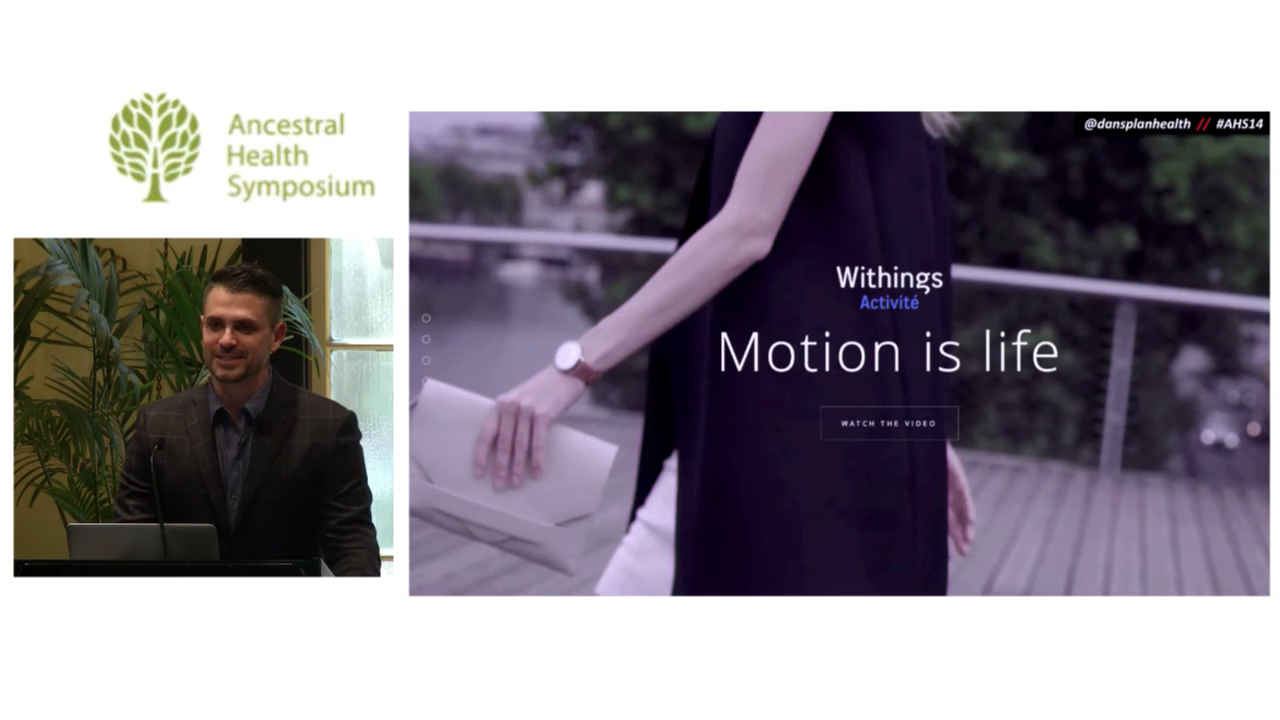 Ancestral
Health
Symposium
@dansplanhealth // #AHS14
Withings
Activité
Motion is life
WATCH THE VIDEO